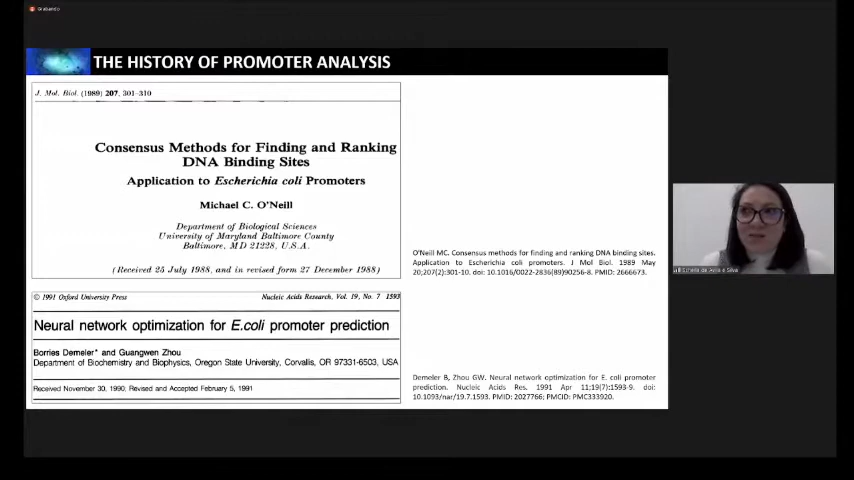 Grabando
THE HISTORY OF PROMOTER ANALYSIS
J. Mol. Biol. (1989) 207, 301-310
Consensus Methods for Finding and Ranking
DNA Binding Sites
Application to Escherichia coli Promoters
Michael C. O'Neill
Department of Biological Sciences
University of Maryland Baltimore County
Baltimore, MD 21228, U.S.A.
(Received 25 July 1988, and in revised form 27 December 1988)
O'Neill MC. Consensus methods for finding and ranking DNA binding sites.
Application to Escherichia coli promoters. J Mol Biol. 1989 May
20;207(2):301-10. doi: 10.1016/0022-2836(89)90256-8. PMID: 2666673.
© 1991 Oxford University Press
Nucleic Acids Research, Vol. 19, No. 7 1593
Neural network optimization for E.coli promoter prediction
Borries Demeler* and Guangwen Zhou
Department of Biochemistry and Biophysics, Oregon State University, Corvallis, OR 97331-6503, USA
Received November 30, 1990; Revised and Accepted February 5, 1991
Demeler B, Zhou GW. Neural network optimization for E. coli promoter
prediction. Nucleic Acids Res. 1991 Apr 11;19(7):1593-9. doi:
10.1093/nar/19.7.1593. PMID: 2027766; PMCID: PMC333920.
de Avila e Silva